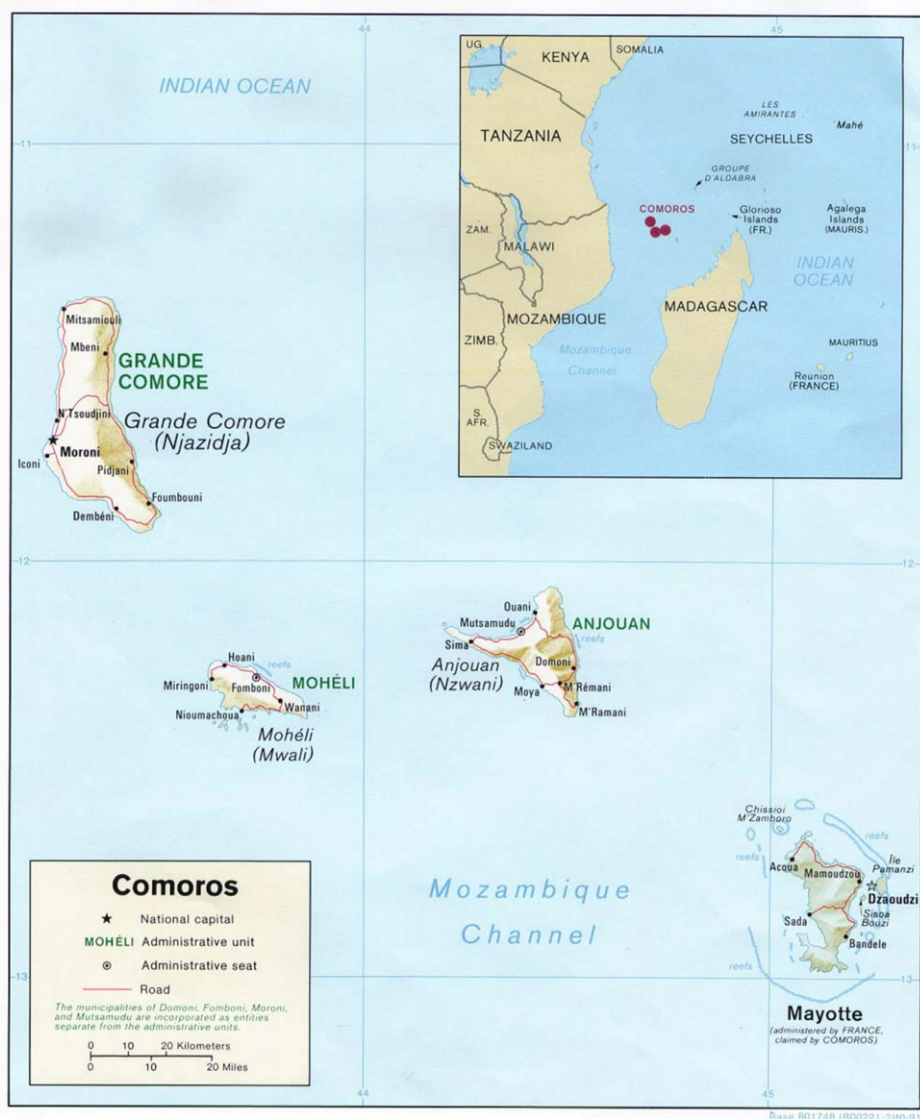 44
45
INDIAN OCEAN
11
11
UG.
KENYA
SOMALIA
TANZANIA
LES
AMIRANTES
Mahé
SEYCHELLES
GROUPE
D'ALDABRA
COMOROS
Glorioso
Islands
(FR.)
Agalega
Islands
(MAURIS.)
ZAM.
MALAWI
INDIAN
OCEAN
MOZAMBIQUE
MADAGASCAR
ZIMB.
Mozambique
Channel
MAURITIUS
Reunion
(FRANCE)
S.
AFR.
SWAZILAND
Mitsamiouli
Mbeni
GRANDE
COMORE
N'Tsoudjini
Grande Comore
(Njazidja)
Moroni
Iconi
Pidjani
Foumbouni
Dembéni
12
12
Ouani
Mutsamudu
ANJOUAN
reefs
Sima
Anjouan
(Nzwani)
Domoni
Moya
M'Rémani
M'Ramani
Hoani
reefs
Miringoni
Fomboni
MOHÉLI
Wanani
Nioumachoua
Mohéli
(Mwali)
Chissioi
M'Zamboro
reefs
reefs
Île
Pamanzi
Acoua
Mamoudzou
Dzaoudzi
Sada
Sisoa
Bouzi
Bandele
reefs
13
13
Mayotte
(administered by FRANCE,
claimed by COMOROS)
Mozambique
Channel
Comoros
National capital
MOHÉLI Administrative unit
Administrative seat
Road
The municipalities of Domoni, Fomboni, Moroni,
and Mutsamudu are incorporated as entities
separate from the administrative units.
0 10 20 Kilometers
0 10 20 Miles
44
45